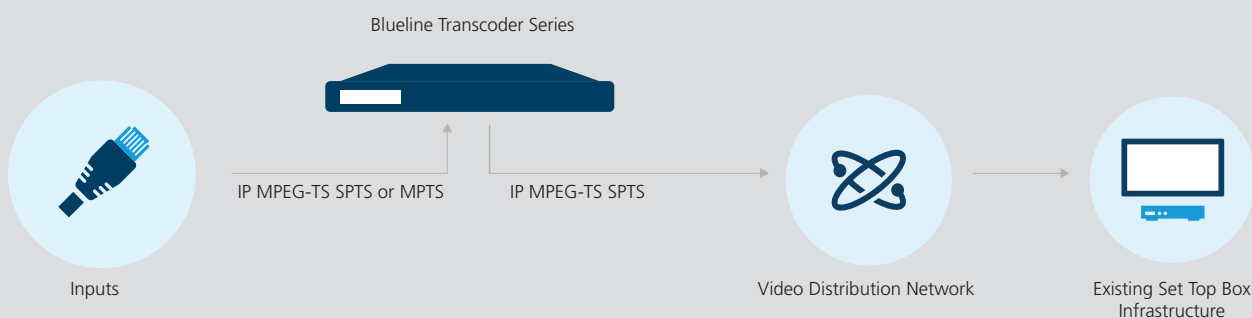 Blueline Transcoder Series
IP MPEG-TS SPTS or MPTS
IP MPEG-TS SPTS
Inputs
Video Distribution Network
Existing Set Top Box
Infrastructure